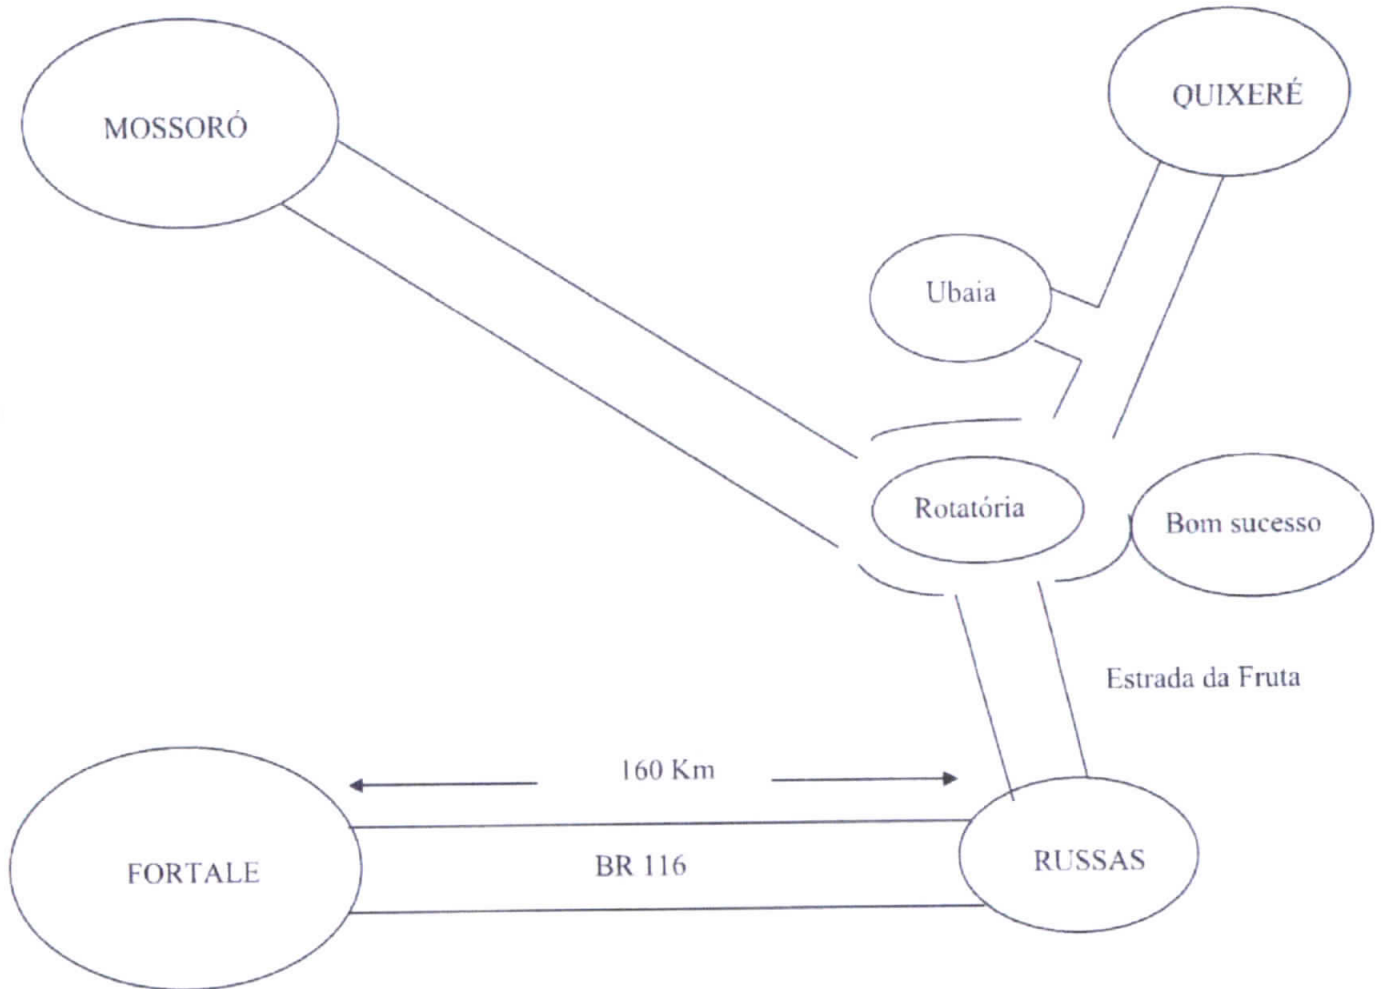 QUIXERÉ
MOSSORÓ
Ubaia
Rotatória
Bom sucesso
Estrada da Fruta
160 Km
BR 116
FORTALE
RUSSAS